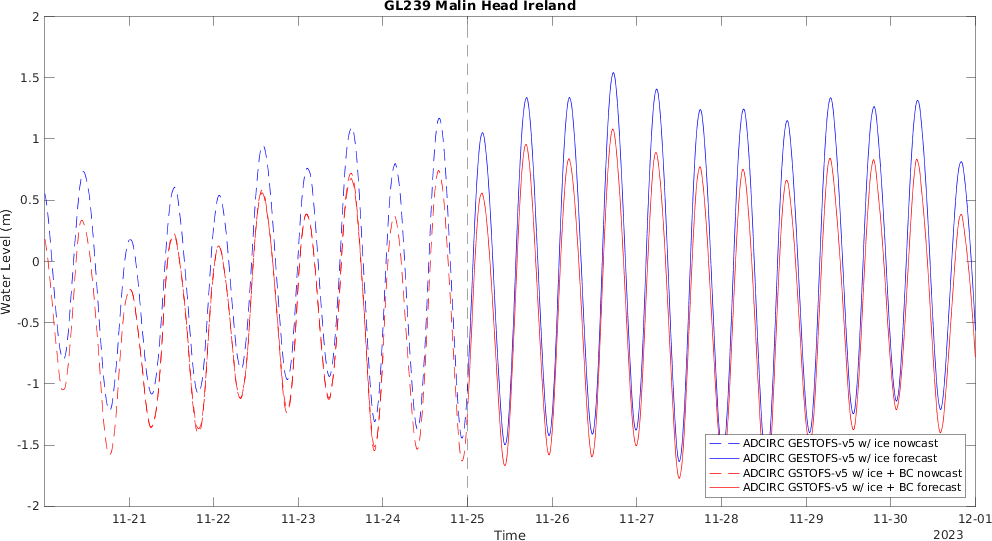 GL239 Malin Head Ireland
2
1.5
1
0.5
0
-0.5
-1
-1.5
-2
Water Level (m)
ADCIRC GESTOFS-v5 w/ ice nowcast
ADCIRC GESTOFS-v5 w/ ice forecast
ADCIRC GSTOFS-v5 w/ ice + BC nowcast
ADCIRC GSTOFS-v5 w/ ice + BC forecast
11-21 11-22 11-23 11-24 11-25 11-26 11-27 11-28 11-29 11-30 12-01
Time
2023